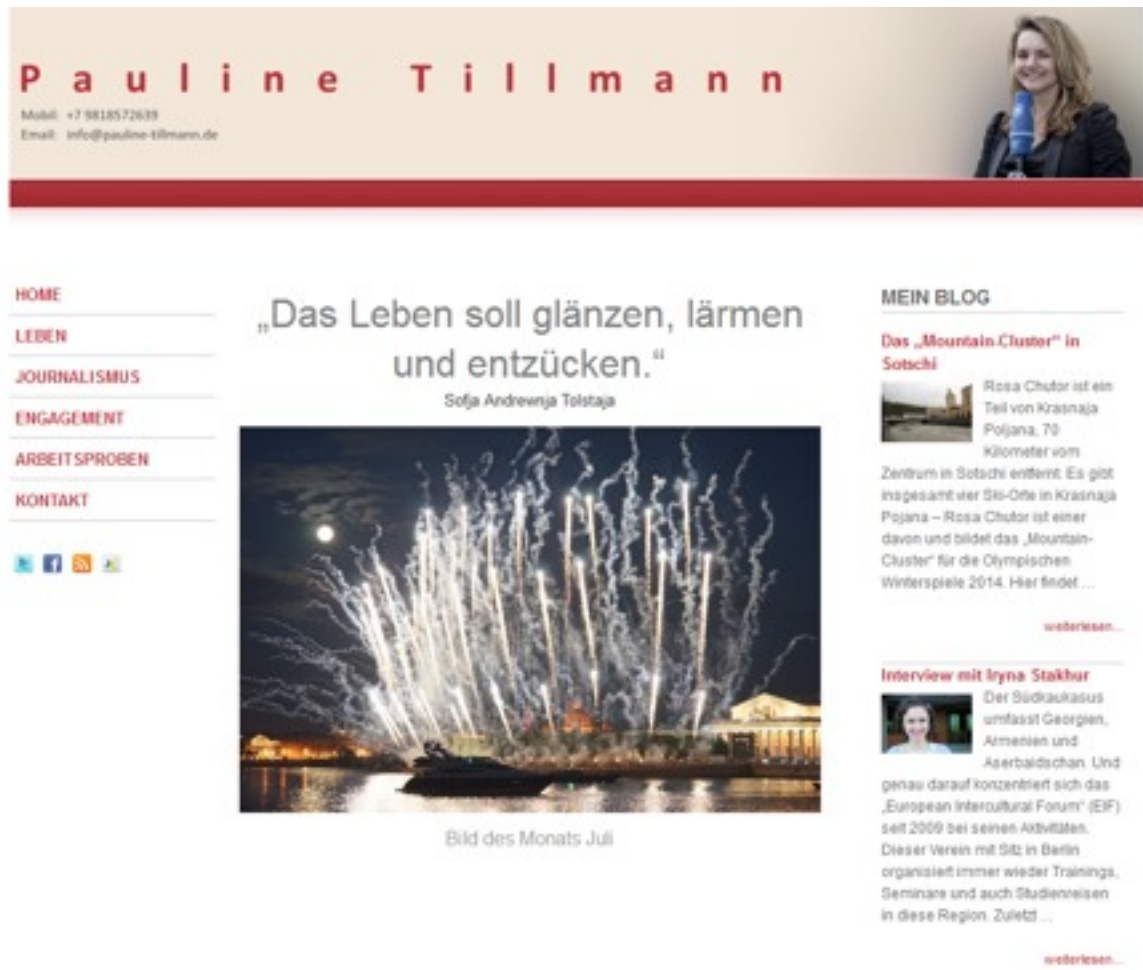 Pauline Tillmann
Mobil: +7 9818572639
Email: info@pauline-tillmann.de
HOME
LEBEN
JOURNALISMUS
ENGAGEMENT
ARBEITSPROBEN
KONTAKT
„Das Leben soll glänzen, lärmen
und entzücken.“
Sofja Andrewnja Tolstaja
Bild des Monats Juli
MEIN BLOG
Das „Mountain-Cluster“ in
Sotschi
Rosa Chutor ist ein
Teil von Krasnaja
Poljana, 70
Kilometer vom
Zentrum in Sotschi entfernt. Es gibt
insgesamt vier Ski-Orte in Krasnaja
Pojana – Rosa Chutor ist einer
davon und bildet das „Mountain-
Cluster“ für die Olympischen
Winterspiele 2014. Hier findet ...
weiterlesen...
Interview mit Iryna Stakhur
Der Südkaukasus
umfasst Georgien,
Armenien und
Aserbaidschan. Und
genau darauf konzentriert sich das
„European Intercultural Forum“ (EIF)
seit 2009 bei seinen Aktivitäten.
Dieser Verein mit Sitz in Berlin
organisiert immer wieder Trainings,
Seminare und auch Studienreisen
in diese Region. Zuletzt ...
weiterlesen...